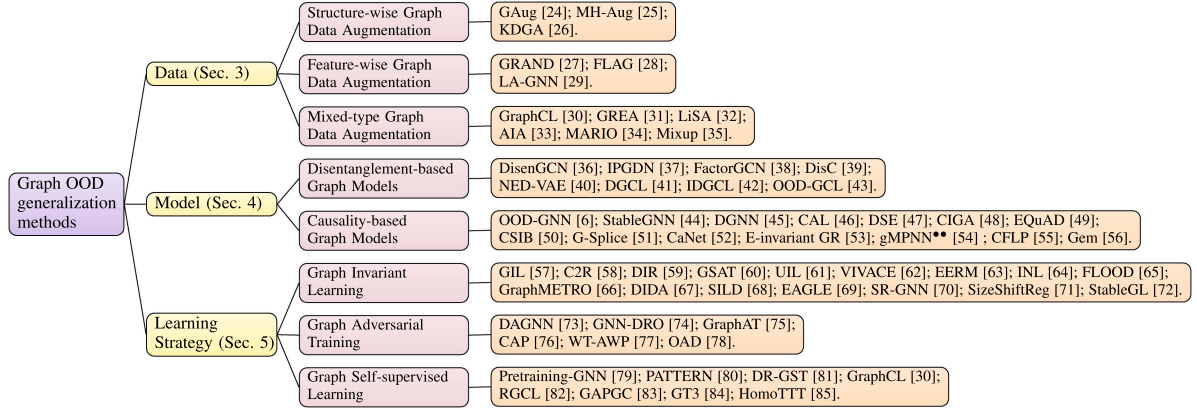 Graph OOD
generalization
methods
Data (Sec. 3)
Structure-wise Graph
Data Augmentation
GAug [24]; MH-Aug [25];
KDGA [26].
Feature-wise Graph
Data Augmentation
GRAND [27]; FLAG [28];
LA-GNN [29].
Mixed-type Graph
Data Augmentation
GraphCL [30]; GREA [31]; LiSA [32];
AIA [33]; MARIO [34]; Mixup [35].
Model (Sec. 4)
Disentanglement-based
Graph Models
DisenGCN [36]; IPGDN [37]; FactorGCN [38]; DisC [39];
NED-VAE [40]; DGCL [41]; IDGCL [42]; OOD-GCL [43].
Causality-based
Graph Models
OOD-GNN [6]; StableGNN [44]; DGNN [45]; CAL [46]; DSE [47]; CIGA [48]; EQuAD [49];
CSIB [50]; G-Splice [51]; CaNet [52]; E-invariant GR [53]; gMPNN•• [54] ; CFLP [55]; Gem [56].
Learning
Strategy (Sec. 5)
Graph Invariant
Learning
GIL [57]; C2R [58]; DIR [59]; GSAT [60]; UIL [61]; VIVACE [62]; EERM [63]; INL [64]; FLOOD [65];
GraphMETRO [66]; DIDA [67]; SILD [68]; EAGLE [69]; SR-GNN [70]; SizeShiftReg [71]; StableGL [72].
Graph Adversarial
Training
DAGNN [73]; GNN-DRO [74]; GraphAT [75];
CAP [76]; WT-AWP [77]; OAD [78].
Graph Self-supervised
Learning
Pretraining-GNN [79]; PATTERN [80]; DR-GST [81]; GraphCL [30];
RGCL [82]; GAPGC [83]; GT3 [84]; HomoTTT [85].